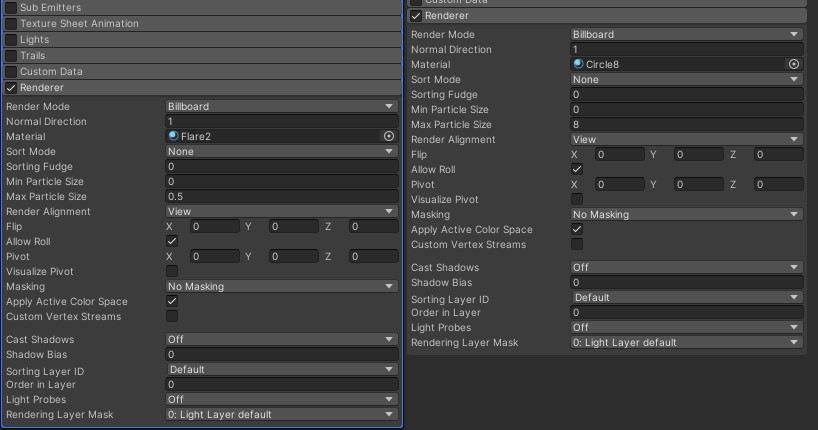 Sub Emitters
Texture Sheet Animation
Lights
Trails
Custom Data
Renderer
Render Mode Billboard
Normal Direction 1
Material Flare2
Sort Mode None
Sorting Fudge 0
Min Particle Size 0
Max Particle Size 0.5
Render Alignment View
Flip X 0 Y 0 Z 0
Allow Roll
Pivot X 0 Y 0 Z 0
Visualize Pivot
Masking No Masking
Apply Active Color Space
Custom Vertex Streams
Cast Shadows Off
Shadow Bias 0
Sorting Layer ID Default
Order in Layer 0
Light Probes Off
Rendering Layer Mask 0: Light Layer default
Custom Data
Renderer
Render Mode Billboard
Normal Direction 1
Material Circle8
Sort Mode None
Sorting Fudge 0
Min Particle Size 0
Max Particle Size 8
Render Alignment View
Flip X 0 Y 0 Z 0
Allow Roll
Pivot X 0 Y 0 Z 0
Visualize Pivot
Masking No Masking
Apply Active Color Space
Custom Vertex Streams
Cast Shadows Off
Shadow Bias 0
Sorting Layer ID Default
Order in Layer 0
Light Probes Off
Rendering Layer Mask 0: Light Layer default